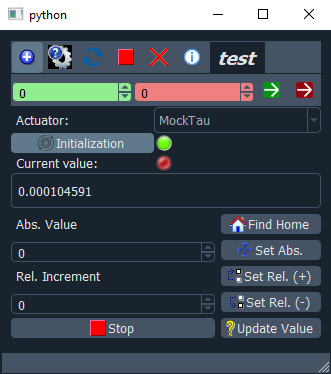 python
test
0 0
Actuator: MockTau
Initialization
Current value:
0.000104591
Abs. Value Find Home
0 Set Abs.
Rel. Increment Set Rel. (+)
0 Set Rel. (-)
Stop Update Value